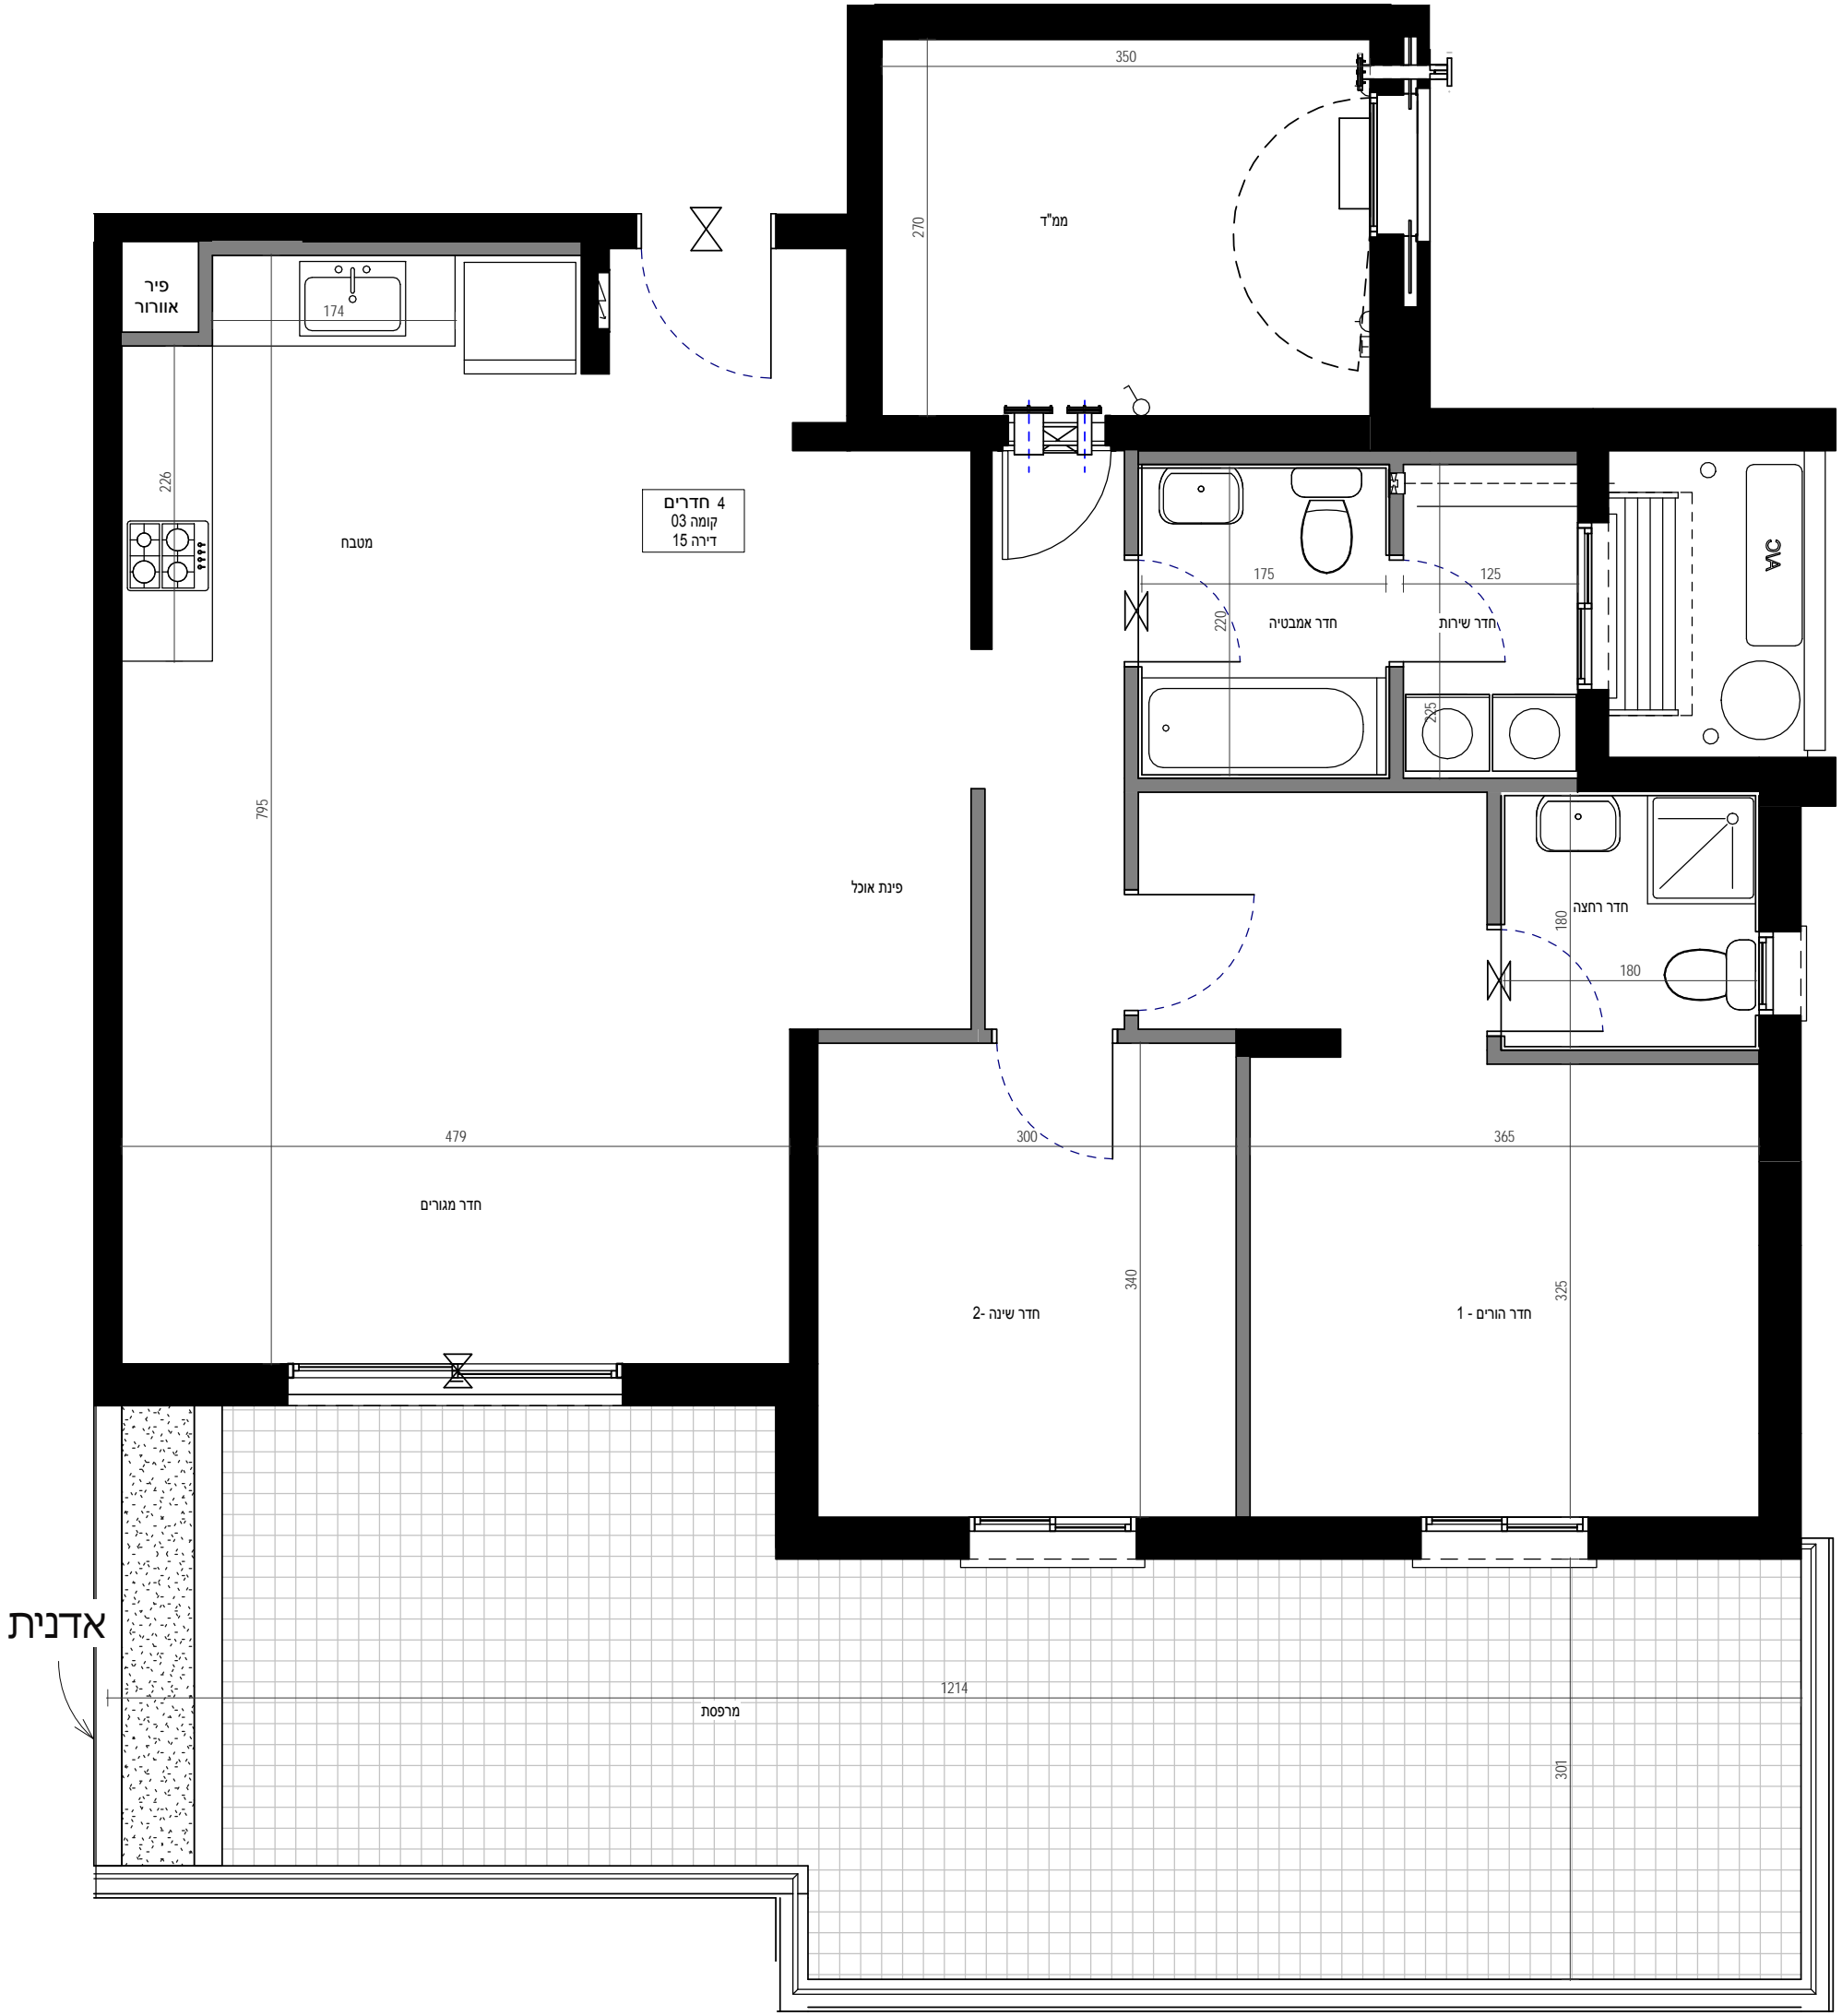 350
270
ממ"ד
פיר
אוורור
174
226
מטבח
4 חדרים
קומה 03
דירה 15
175
125
220
חדר אמבטיה
חדר שירות
225
A\C
795
פינת אוכל
חדר רחצה
180
180
479
300
365
חדר מגורים
340
325
חדר שינה -2
חדר הורים - 1
אדנית
1214
מרפסת
301